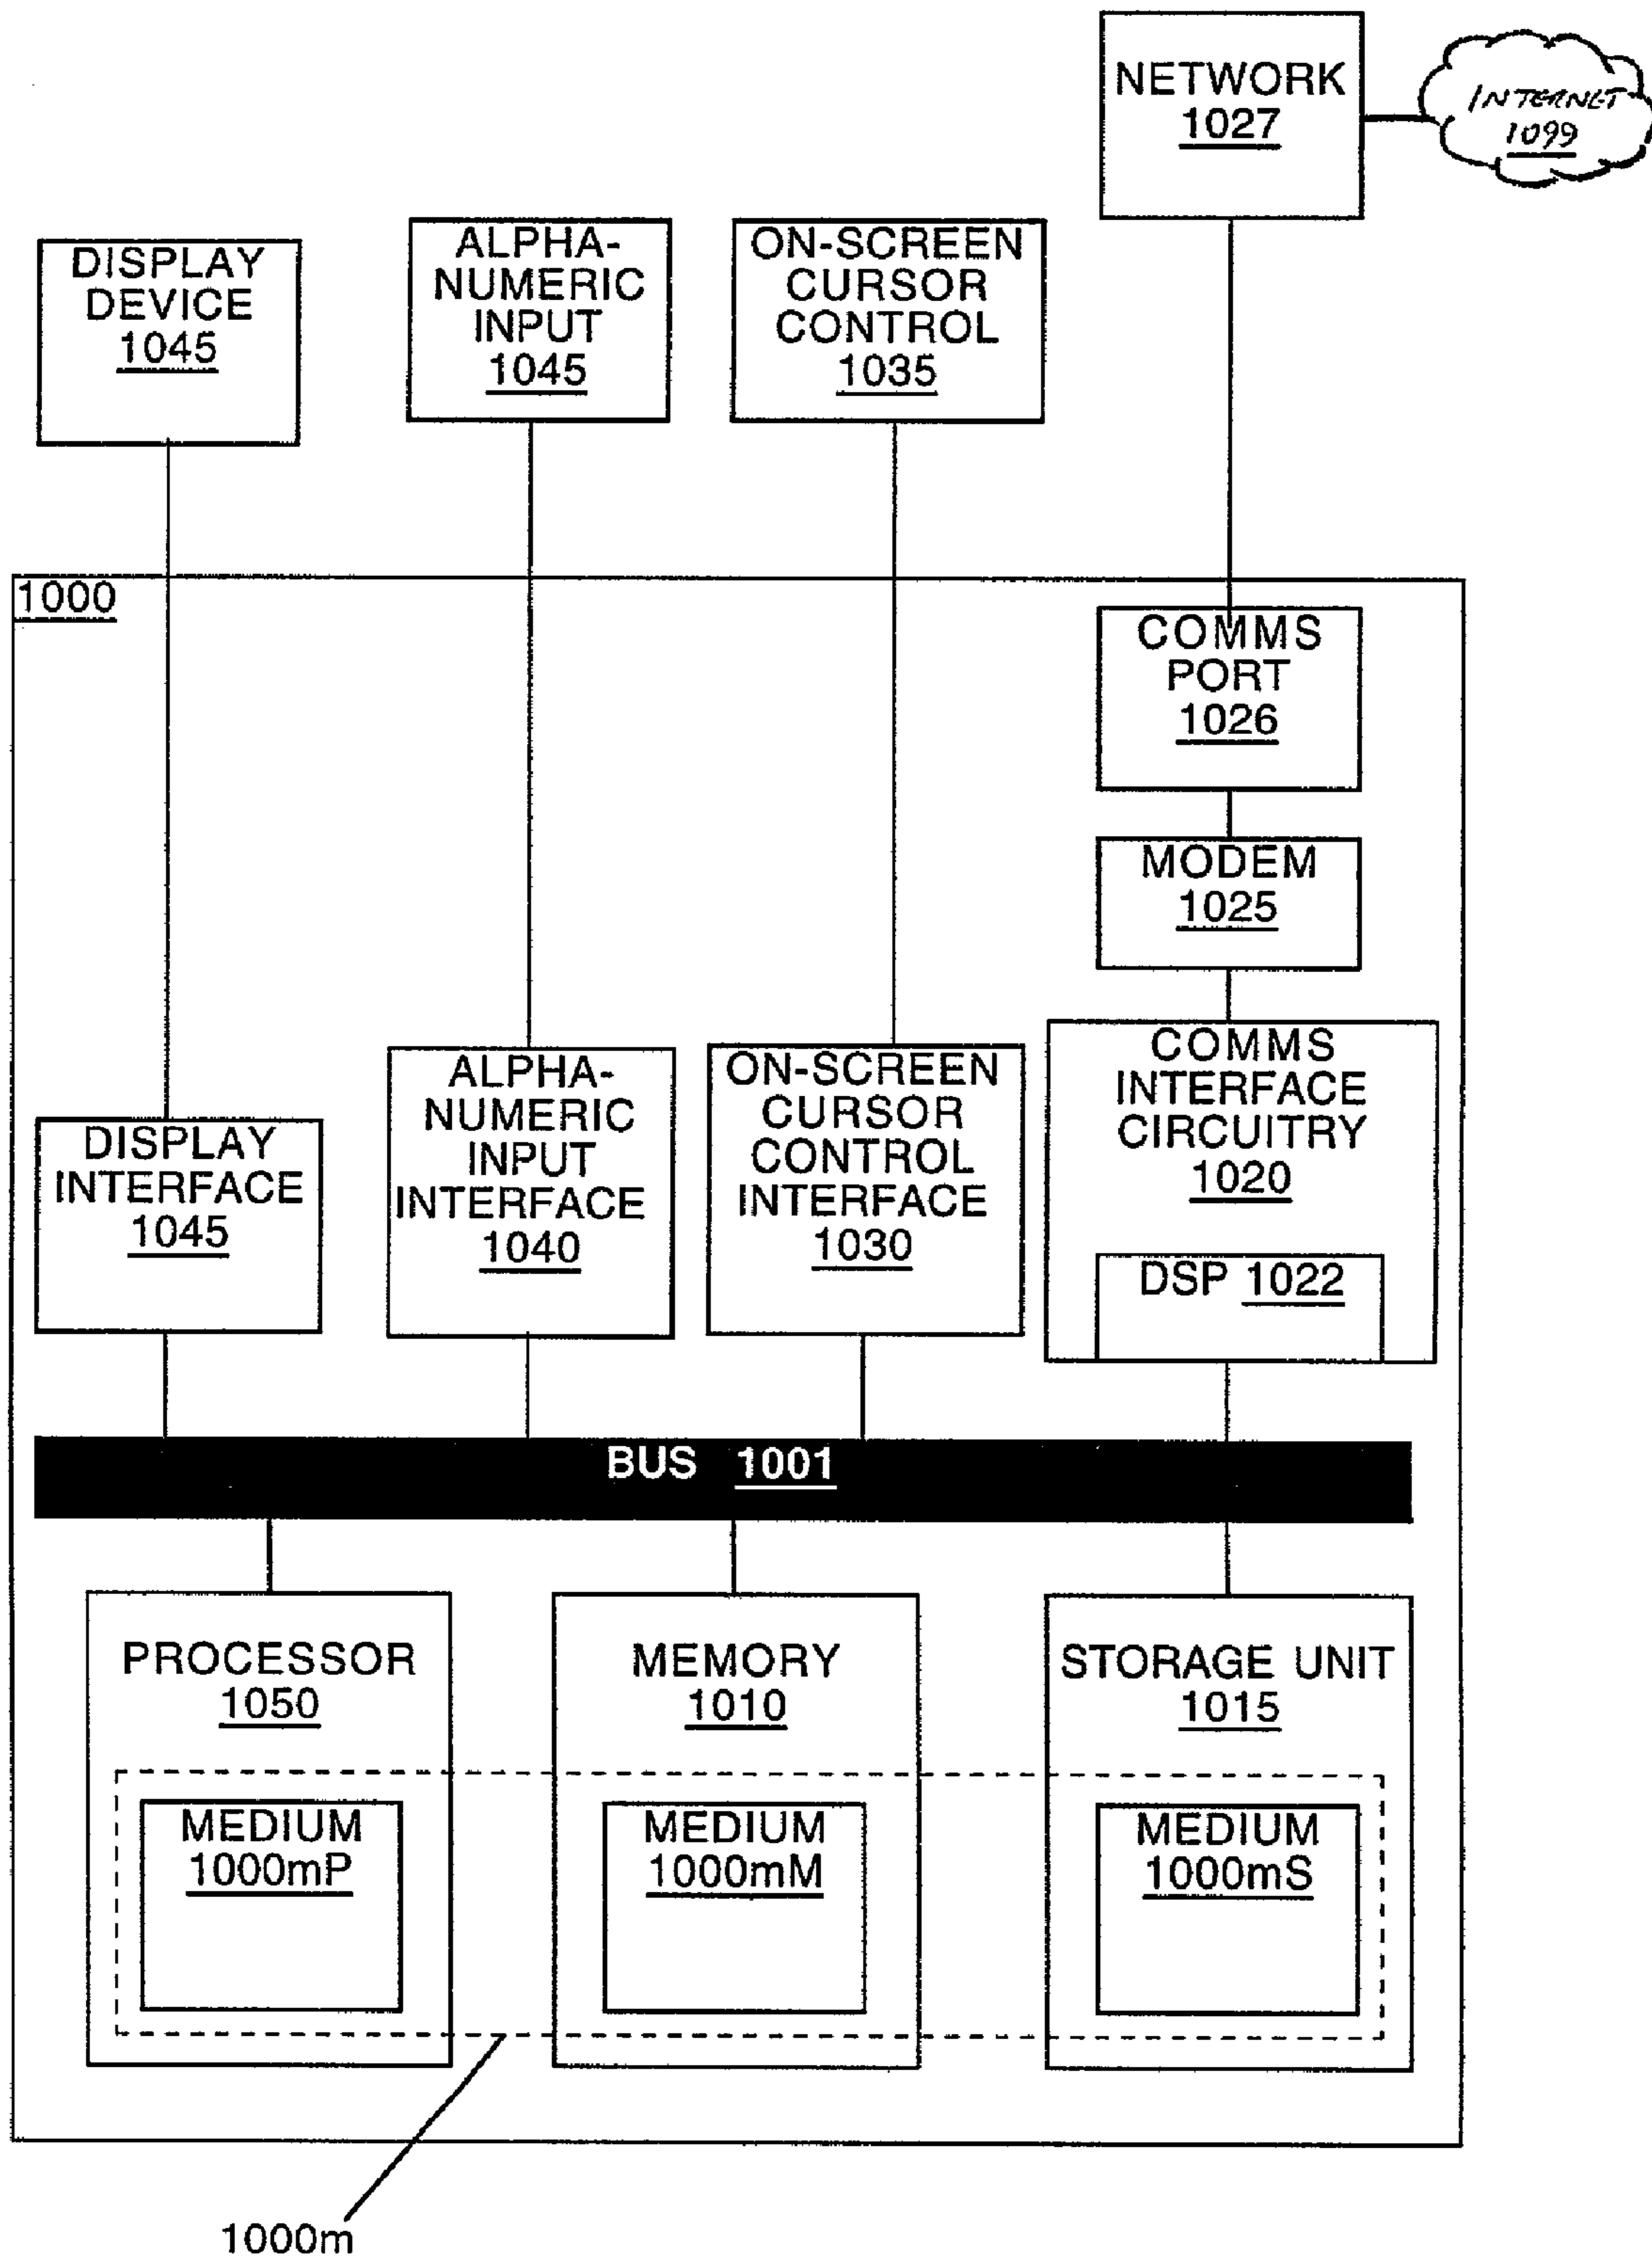 NETWORK
1027
INTERNET
1099
DISPLAY
DEVICE
1045
ALPHA-
NUMERIC
INPUT
1045
ON-SCREEN
CURSOR
CONTROL
1035
1000
COMMS
PORT
1026
MODEM
1025
COMMS
INTERFACE
CIRCUITRY
1020
DSP 1022
DISPLAY
INTERFACE
1045
ALPHA-
NUMERIC
INPUT
INTERFACE
1040
ON-SCREEN
CURSOR
CONTROL
INTERFACE
1030
BUS 1001
PROCESSOR
1050
MEMORY
1010
STORAGE UNIT
1015
MEDIUM
1000mP
MEDIUM
1000mM
MEDIUM
1000mS
1000m